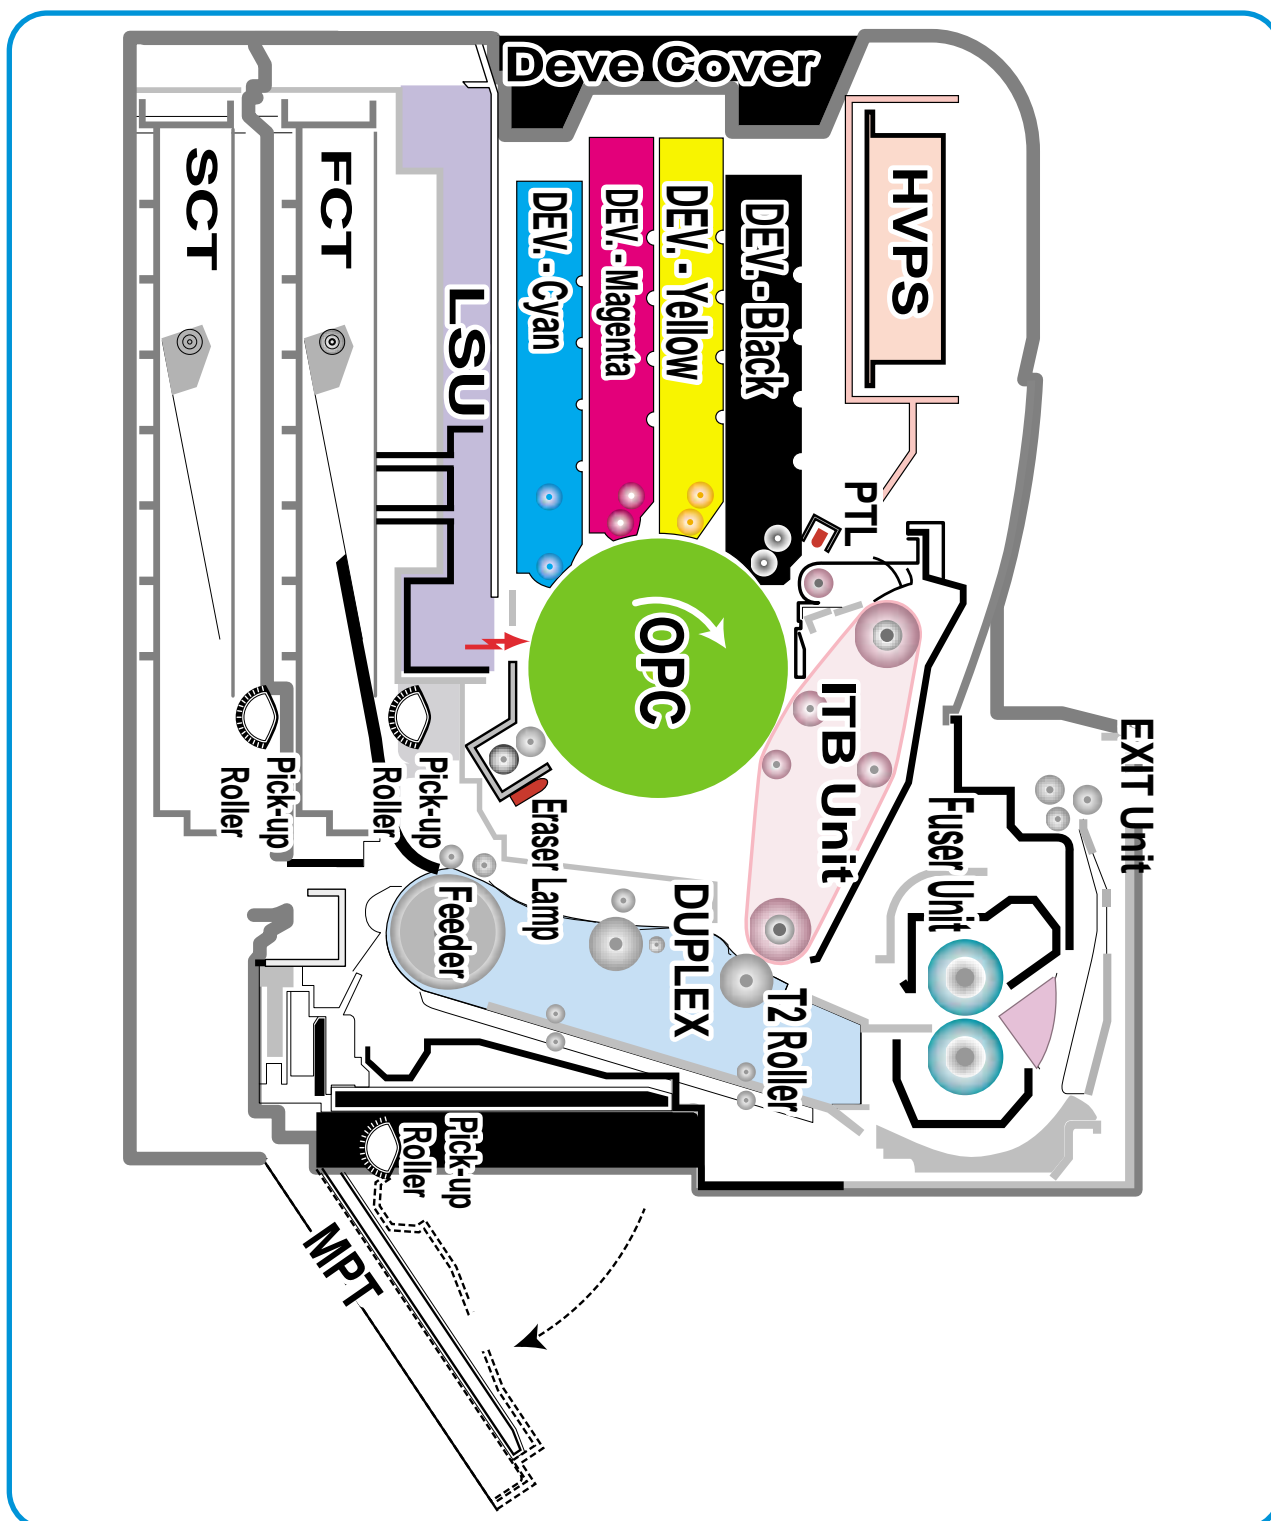 Deve Cover
SCT
FCT
LSU
DEV.-Cyan
DEV.-Magenta
DEV.-Yellow
DEV.-Black
HVPS
PTL
OPC
ITB Unit
EXIT Unit
Fuser Unit
Pick-up
Roller
Pick-up
Roller
Eraser Lamp
Feeder
DUPLEX
T2 Roller
Pick-up
Roller
MPT